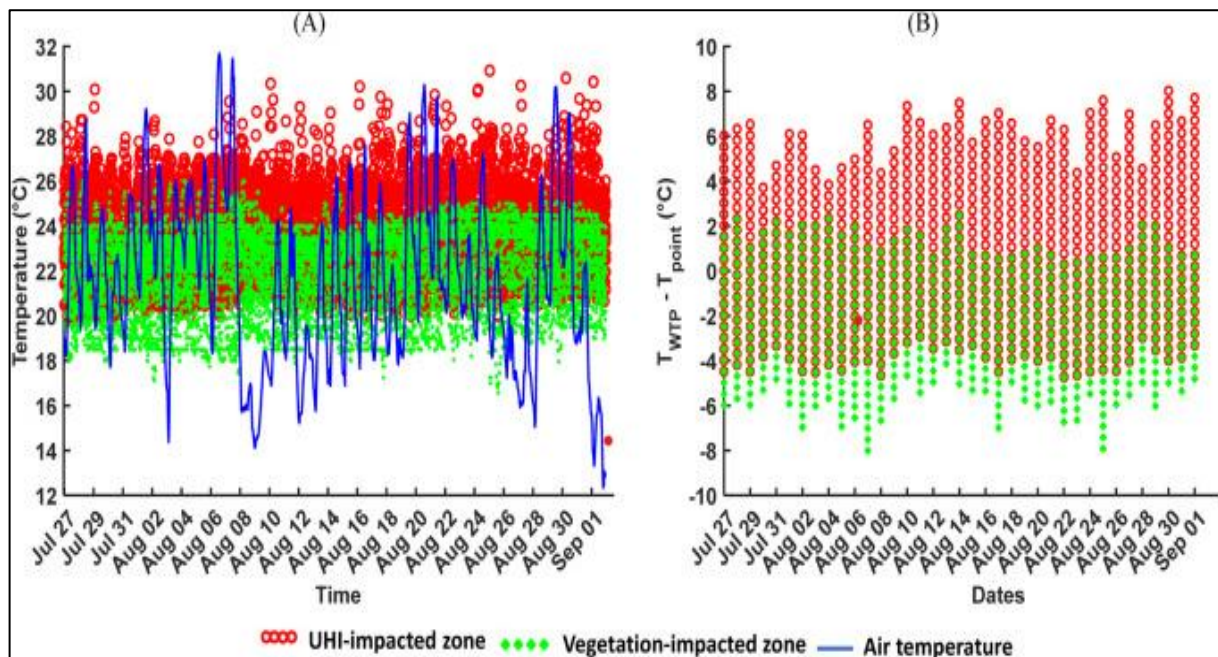 (A)
Temperature (°C)
32
30
28
26
24
22
20
18
16
14
12
Jul 27
Jul 29
Jul 31
Aug 02
Aug 04
Aug 06
Aug 08
Aug 10
Aug 12
Aug 14
Aug 16
Aug 18
Aug 20
Aug 22
Aug 24
Aug 26
Aug 28
Aug 30
Sep 01
Time
(B)
T_WTP - T_point (°C)
10
8
6
4
2
0
-2
-4
-6
-8
-10
Jul 27
Jul 29
Jul 31
Aug 02
Aug 04
Aug 06
Aug 08
Aug 10
Aug 12
Aug 14
Aug 16
Aug 18
Aug 20
Aug 22
Aug 24
Aug 26
Aug 28
Aug 30
Sep 01
Dates
UHI-impacted zone Vegetation-impacted zone Air temperature